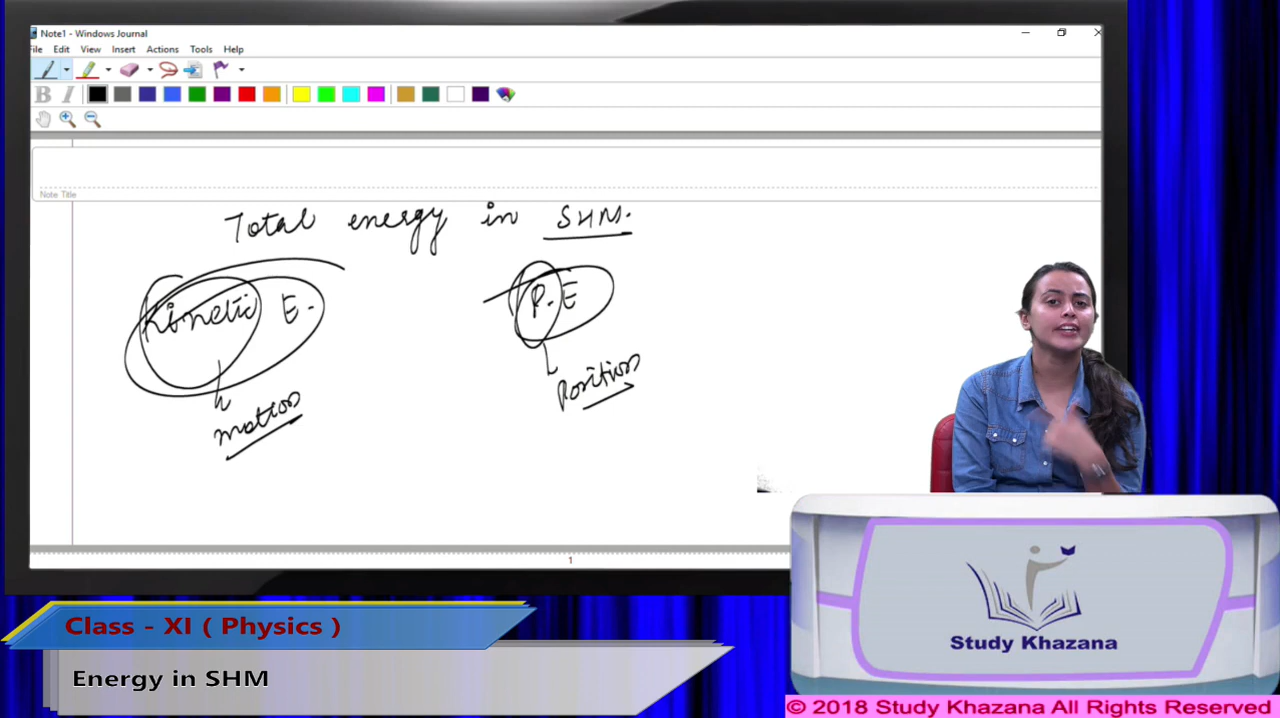 Note1 - Windows Journal
File Edit View Insert Actions Tools Help
B I
Note Title
Total energy in SHM.
Kinetic E.
P.E
motion
Position
1
Study Khazana
Class - XI ( Physics )
Energy in SHM
© 2018 Study Khazana All Rights Reserved